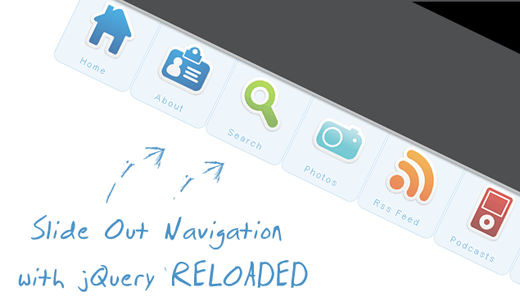 Home
About
Search
Photos
Rss Feed
Podcasts
Slide Out Navigation
with jQuery RELOADED